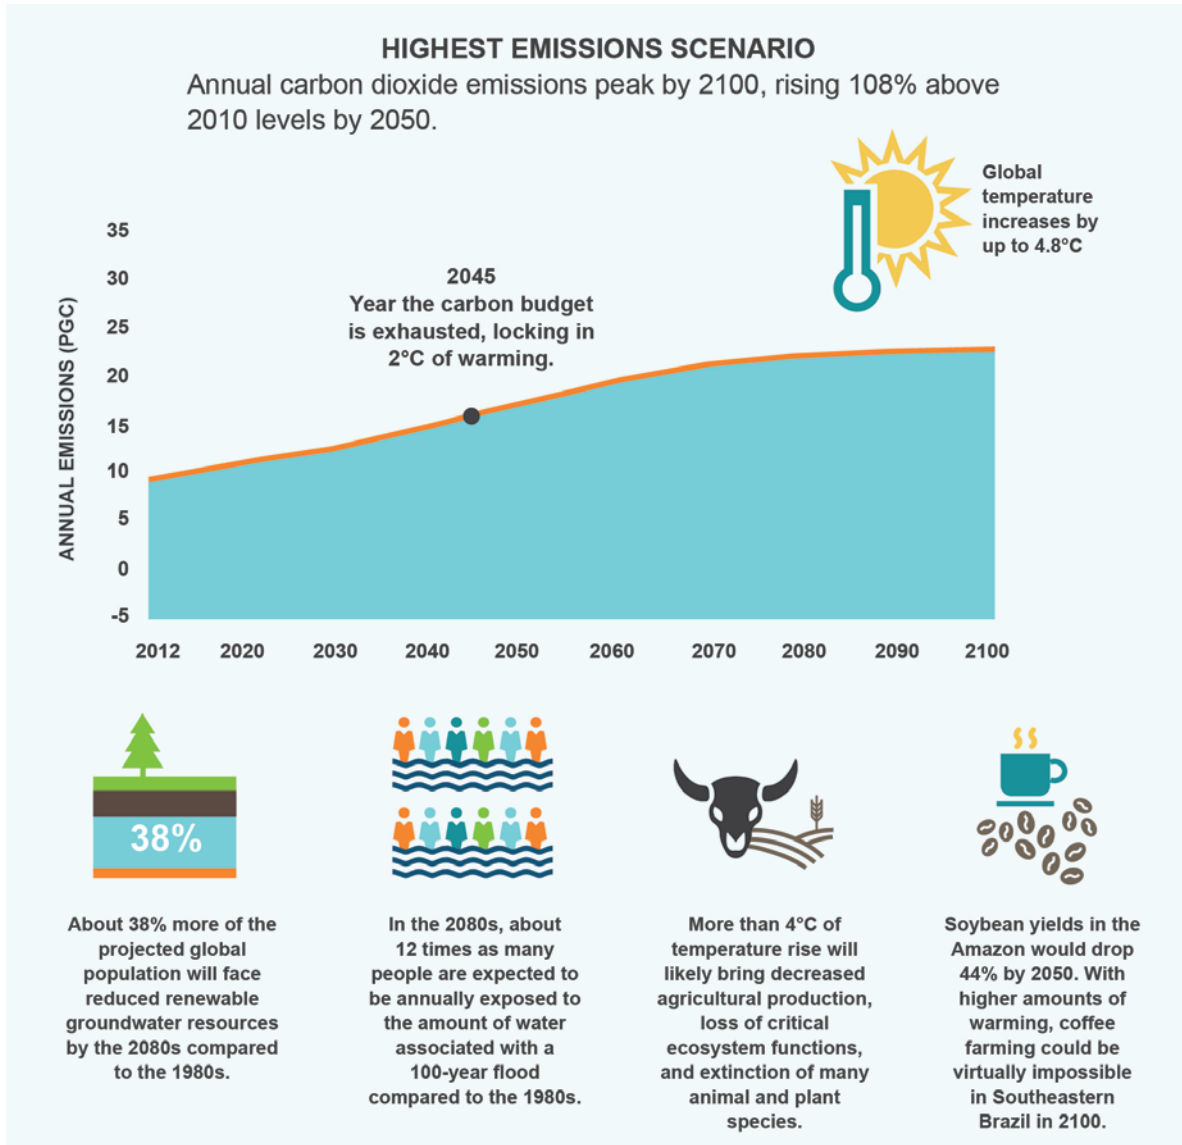 HIGHEST EMISSIONS SCENARIO
Annual carbon dioxide emissions peak by 2100, rising 108% above
2010 levels by 2050.
Global
temperature
increases by
up to 4.8°C
35
30
25
20
15
10
5
0
-5
ANNUAL EMISSIONS (PGC)
2045
Year the carbon budget
is exhausted, locking in
2°C of warming.
2012
2020
2030
2040
2050
2060
2070
2080
2090
2100
38%
About 38% more of the
projected global
population will face
reduced renewable
groundwater resources
by the 2080s compared
to the 1980s.
In the 2080s, about
12 times as many
people are expected to
be annually exposed to
the amount of water
associated with a
100-year flood
compared to the 1980s.
More than 4°C of
temperature rise will
likely bring decreased
agricultural production,
loss of critical
ecosystem functions,
and extinction of many
animal and plant
species.
Soybean yields in the
Amazon would drop
44% by 2050. With
higher amounts of
warming, coffee
farming could be
virtually impossible
in Southeastern
Brazil in 2100.